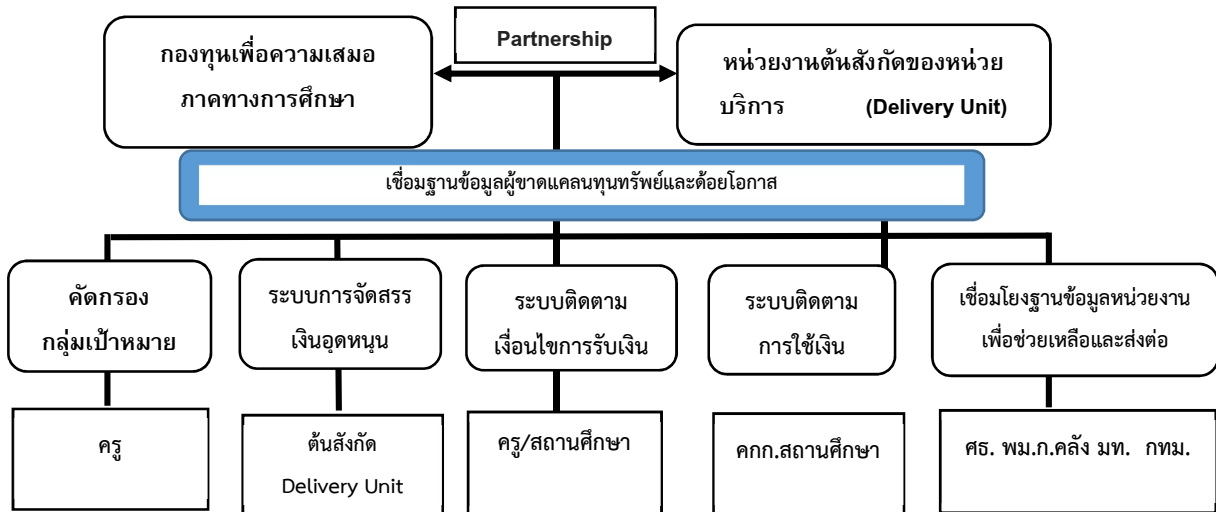 Partnership
กองทุนเพื่อความเสมอ
ภาคทางการศึกษา
หน่วยงานต้นสังกัดของหน่วย
บริการ (Delivery Unit)
เชื่อมฐานข้อมูลผู้ขาดแคลนทุนทรัพย์และด้อยโอกาส
คัดกรอง
กลุ่มเป้าหมาย
ระบบการจัดสรร
เงินอุดหนุน
ระบบติดตาม
เงื่อนไขการรับเงิน
ระบบติดตาม
การใช้เงิน
เชื่อมโยงฐานข้อมูลหน่วยงาน
เพื่อช่วยเหลือและส่งต่อ
ครู
ต้นสังกัด
Delivery Unit
ครู/สถานศึกษา
คกก.สถานศึกษา
ศธ. พม.ก.คลัง มท. กทม.